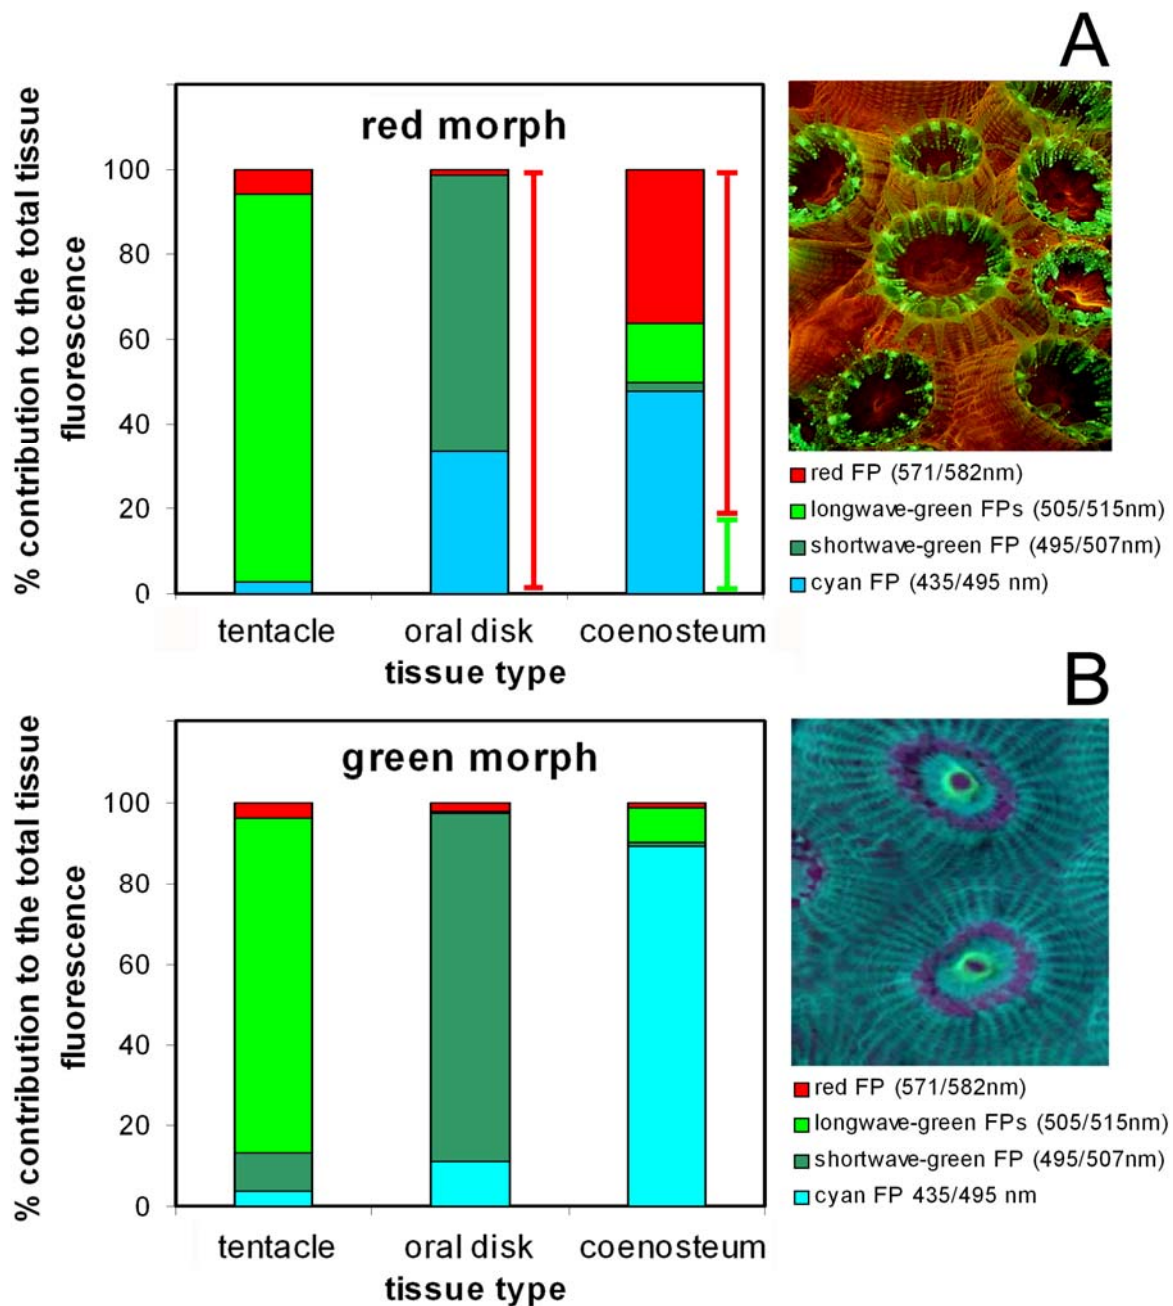 A
red morph
% contribution to the total tissue
fluorescence
100
80
60
40
20
0
tentacle oral disk coenosteum
tissue type
red FP (571/582nm)
longwave-green FPs (505/515nm)
shortwave-green FP (495/507nm)
cyan FP (435/495 nm)
B
green morph
% contribution to the total tissue
fluorescence
100
80
60
40
20
0
tentacle oral disk coenosteum
tissue type
red FP (571/582nm)
longwave-green FPs (505/515nm)
shortwave-green FP (495/507nm)
cyan FP 435/495 nm